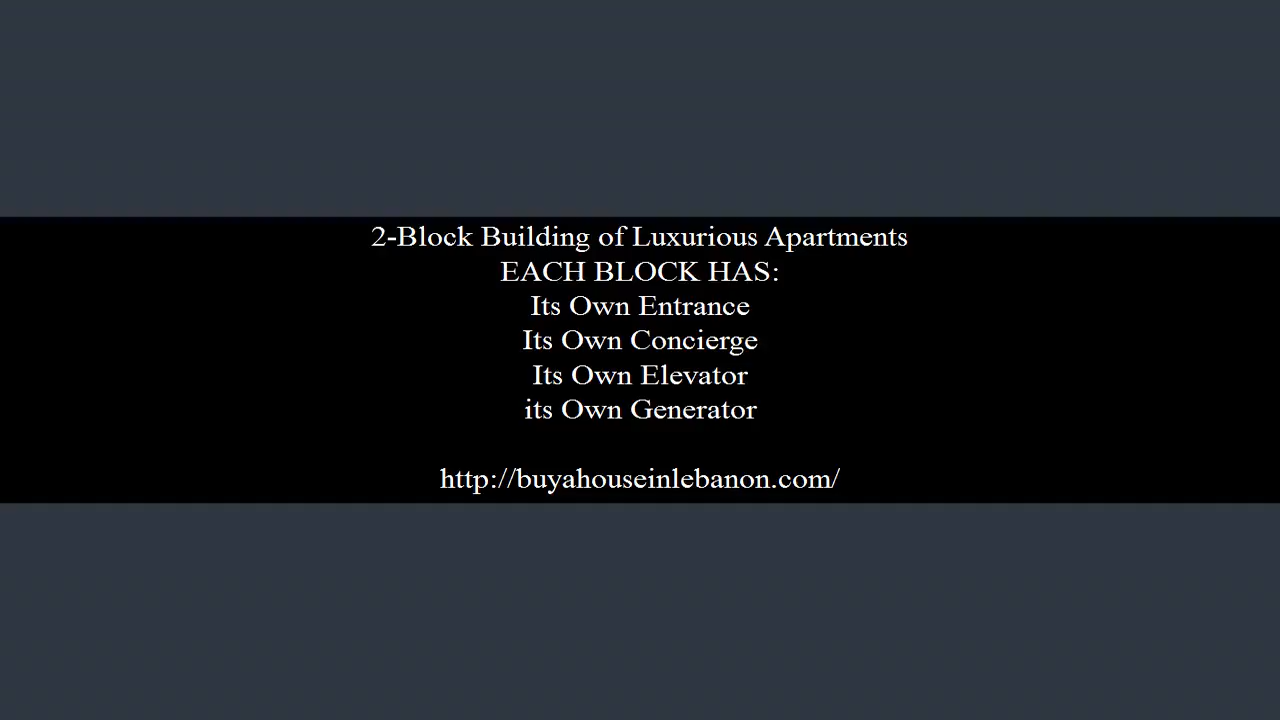 2-Block Building of Luxurious Apartments
EACH BLOCK HAS:
Its Own Entrance
Its Own Concierge
Its Own Elevator
its Own Generator
http://buyahouseinlebanon.com/